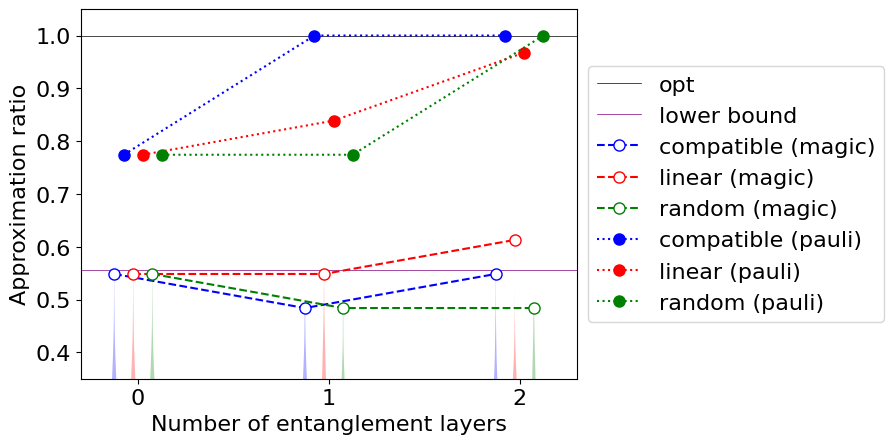 1.0
0.9
0.8
0.7
0.6
0.5
0.4
Approximation ratio
0 1 2
Number of entanglement layers
opt
lower bound
compatible (magic)
linear (magic)
random (magic)
compatible (pauli)
linear (pauli)
random (pauli)